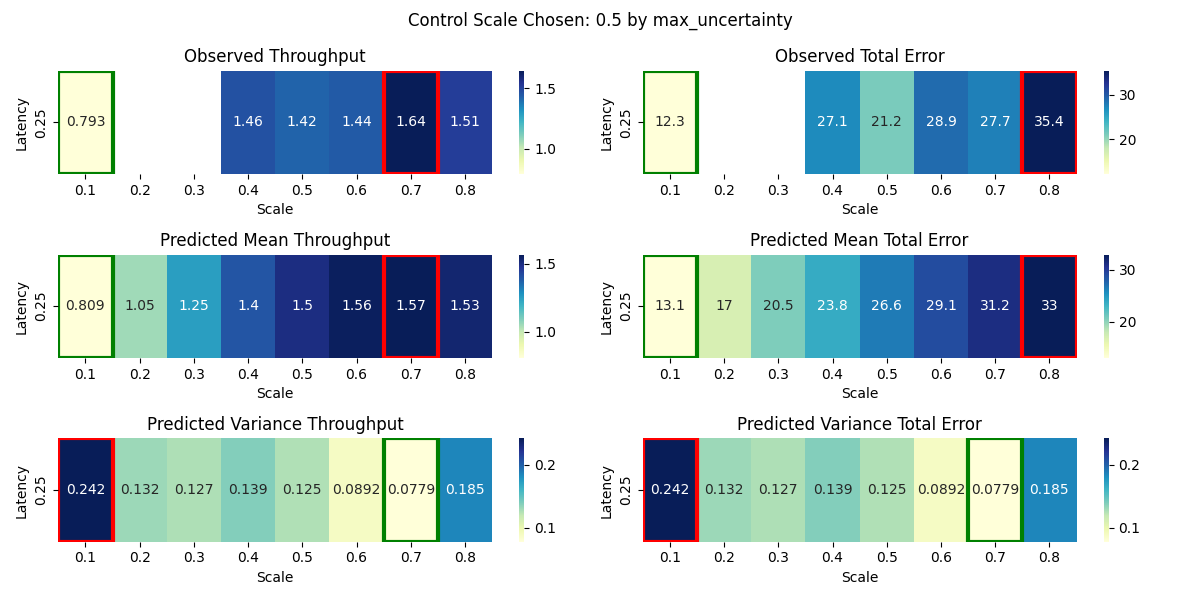 Control Scale Chosen: 0.5 by max_uncertainty
Observed Throughput
Latency
0.25
0.793 1.46 1.42 1.44 1.64 1.51
1.5
1.0
0.1 0.2 0.3 0.4 0.5 0.6 0.7 0.8
Scale
Observed Total Error
Latency
0.25
12.3 27.1 21.2 28.9 27.7 35.4
30
20
0.1 0.2 0.3 0.4 0.5 0.6 0.7 0.8
Scale
Predicted Mean Throughput
Latency
0.25
0.809 1.05 1.25 1.4 1.5 1.56 1.57 1.53
1.5
1.0
0.1 0.2 0.3 0.4 0.5 0.6 0.7 0.8
Scale
Predicted Mean Total Error
Latency
0.25
13.1 17 20.5 23.8 26.6 29.1 31.2 33
30
20
0.1 0.2 0.3 0.4 0.5 0.6 0.7 0.8
Scale
Predicted Variance Throughput
Latency
0.25
0.242 0.132 0.127 0.139 0.125 0.0892 0.0779 0.185
0.2
0.1
0.1 0.2 0.3 0.4 0.5 0.6 0.7 0.8
Scale
Predicted Variance Total Error
Latency
0.25
0.242 0.132 0.127 0.139 0.125 0.0892 0.0779 0.185
0.2
0.1
0.1 0.2 0.3 0.4 0.5 0.6 0.7 0.8
Scale